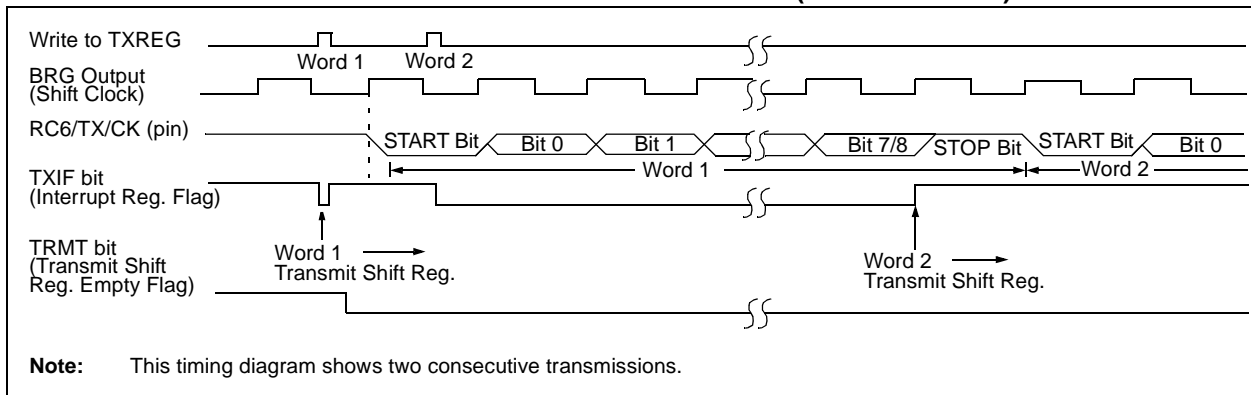 Write to TXREG
Word 1
Word 2
BRG Output
(Shift Clock)
RC6/TX/CK (pin)
START Bit
Bit 0
Bit 1
Bit 7/8
STOP Bit
START Bit
Bit 0
Word 1
Word 2
TXIF bit
(Interrupt Reg. Flag)
Word 1
Transmit Shift Reg.
Word 2
Transmit Shift Reg.
TRMT bit
(Transmit Shift
Reg. Empty Flag)
Note: This timing diagram shows two consecutive transmissions.